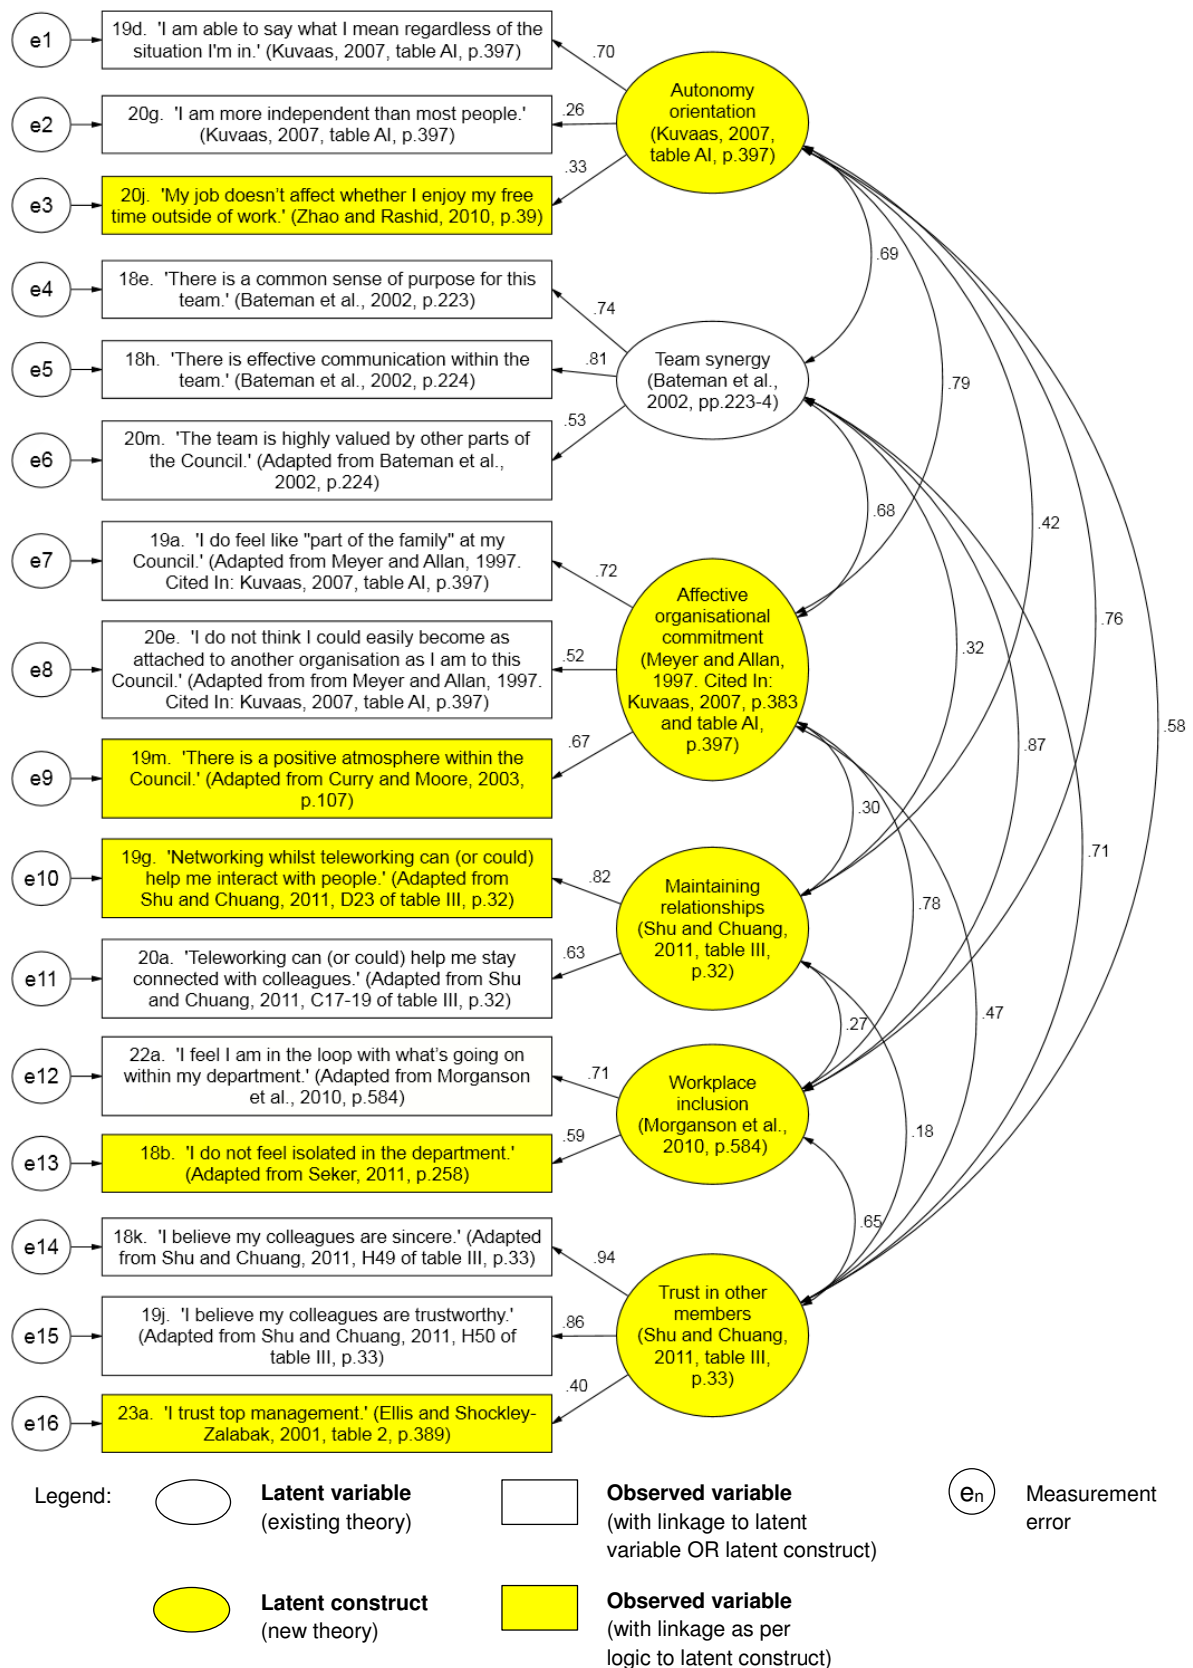 e1
19d. 'I am able to say what I mean regardless of the
situation I'm in.' (Kuvaas, 2007, table AI, p.397)
.70
Autonomy
orientation
(Kuvaas, 2007,
table AI, p.397)
e2
20g. 'I am more independent than most people.'
(Kuvaas, 2007, table AI, p.397)
.26
e3
20j. 'My job doesn’t affect whether I enjoy my free
time outside of work.' (Zhao and Rashid, 2010, p.39)
.33
.69
e4
18e. 'There is a common sense of purpose for this
team.' (Bateman et al., 2002, p.223)
.74
e5
18h. 'There is effective communication within the
team.' (Bateman et al., 2002, p.224)
.81
Team synergy
(Bateman et al.,
2002, pp.223-4)
.79
e6
20m. 'The team is highly valued by other parts of
the Council.' (Adapted from Bateman et al.,
2002, p.224)
.53
.68
.42
e7
19a. 'I do feel like "part of the family" at my
Council.' (Adapted from Meyer and Allan, 1997.
Cited In: Kuvaas, 2007, table AI, p.397)
.72
Affective
organisational
commitment
(Meyer and Allan,
1997. Cited In:
Kuvaas, 2007, p.383
and table AI,
p.397)
.76
.32
e8
20e. 'I do not think I could easily become as
attached to another organisation as I am to this
Council.' (Adapted from from Meyer and Allan, 1997.
Cited In: Kuvaas, 2007, table AI, p.397)
.52
.58
.87
e9
19m. 'There is a positive atmosphere within the
Council.' (Adapted from Curry and Moore, 2003,
p.107)
.67
.30
.71
e10
19g. 'Networking whilst teleworking can (or could)
help me interact with people.' (Adapted from
Shu and Chuang, 2011, D23 of table III, p.32)
.82
Maintaining
relationships
(Shu and Chuang,
2011, table III,
p.32)
.78
e11
20a. 'Teleworking can (or could) help me stay
connected with colleagues.' (Adapted from Shu
and Chuang, 2011, C17-19 of table III, p.32)
.63
.47
.27
e12
22a. 'I feel I am in the loop with what’s going on
within my department.' (Adapted from Morganson
et al., 2010, p.584)
.71
Workplace
inclusion
(Morganson et al.,
2010, p.584)
.18
e13
18b. 'I do not feel isolated in the department.'
(Adapted from Seker, 2011, p.258)
.59
.65
e14
18k. 'I believe my colleagues are sincere.' (Adapted
from Shu and Chuang, 2011, H49 of table III, p.33)
.94
Trust in other
members
(Shu and Chuang,
2011, table III,
p.33)
e15
19j. 'I believe my colleagues are trustworthy.'
(Adapted from Shu and Chuang, 2011, H50 of
table III, p.33)
.86
e16
23a. 'I trust top management.' (Ellis and Shockley-
Zalabak, 2001, table 2, p.389)
.40
Legend:
Latent variable
(existing theory)
Observed variable
(with linkage to latent
variable OR latent construct)
en
Measurement
error
Latent construct
(new theory)
Observed variable
(with linkage as per
logic to latent construct)